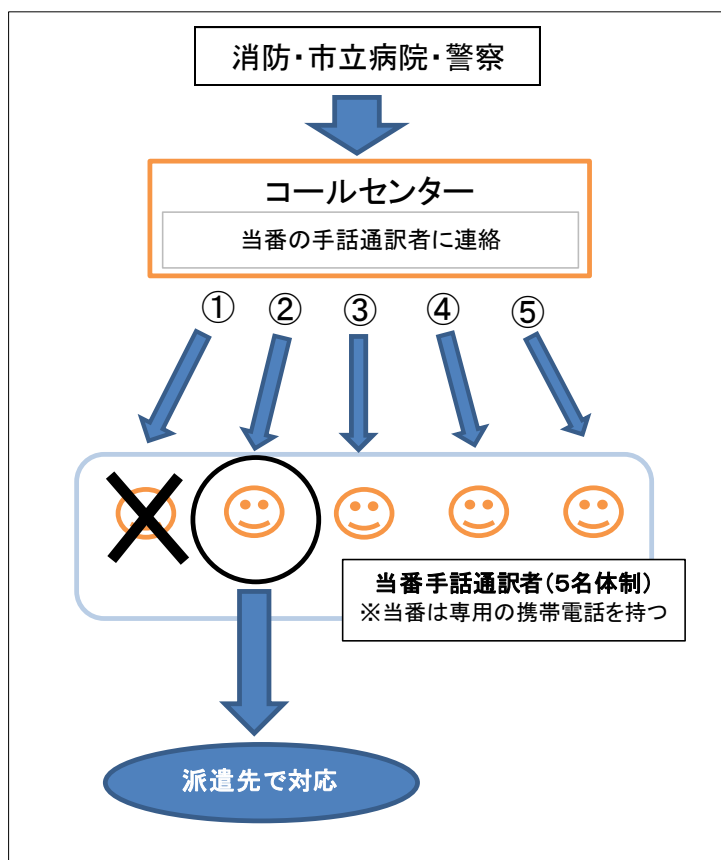 消防・市立病院・警察
コールセンター
当番の手話通訳者に連絡
① ② ③ ④ ⑤
当番手話通訳者(5名体制)
※当番は専用の携帯電話を持つ
派遣先で対応